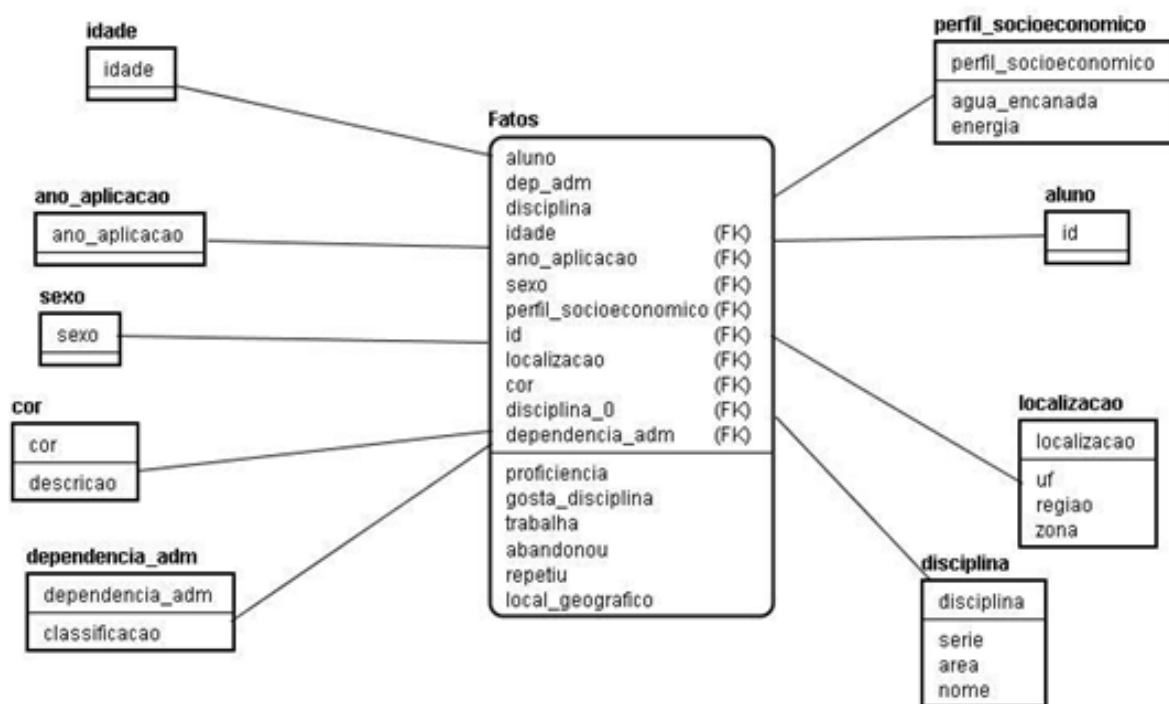 idade
idade
ano_aplicacao
ano_aplicacao
sexo
sexo
cor
cor
descricao
dependencia_adm
dependencia_adm
classificacao
Fatos
aluno
dep_adm
disciplina
idade (FK)
ano_aplicacao (FK)
sexo (FK)
perfil_socioeconomico (FK)
id (FK)
localizacao (FK)
cor (FK)
disciplina_0 (FK)
dependencia_adm (FK)
proficiencia
gosta_disciplina
trabalha
abandonou
repetiu
local_geografico
perfil_socioeconomico
perfil_socioeconomico
agua_encanada
energia
aluno
id
localizacao
localizacao
uf
regiao
zona
disciplina
disciplina
serie
area
nome